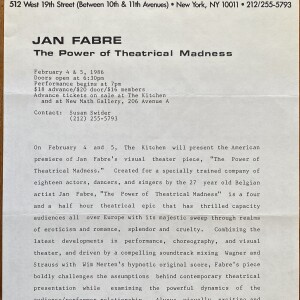 512 West 19th Street (Between 10th & 11th Avenues) • New York, NY 10011 • 212/255-5793
JAN FABRE
The Power of Theatrical Madness
February 4 & 5, 1986
Doors open at 6:30pm
Performance begins at 7pm
$18 advance/$20 door/$16 members
Advance tickets on sale at The Kitchen
and at New Math Gallery, 206 Avenue A
Contact: Susan Swider
(212) 255-5793
On February 4 and 5, The Kitchen will present the American
premiere of Jan Fabre's visual theater piece, "The Power of
Theatrical Madness." Created for a specially trained company of
eighteen actors, dancers, and singers by the 27 year old Belgian
artist Jan Fabre, "The Power of Theatrical Madness" is a four
and a half hour theatrical epic that has thrilled capacity
audiences all over Europe with its majestic sweep through realms
of eroticism and romance, splendor and cruelty. Combining the
latest developments in performance, choreography, and visual
theater, and driven by a compelling soundtrack mixing Wagner and
Strauss with Wim Merten's hypnotic original score, Fabre's piece
boldly challenges the assumptions behind contemporary theatrical
presentation while examining the powerful dynamics of the